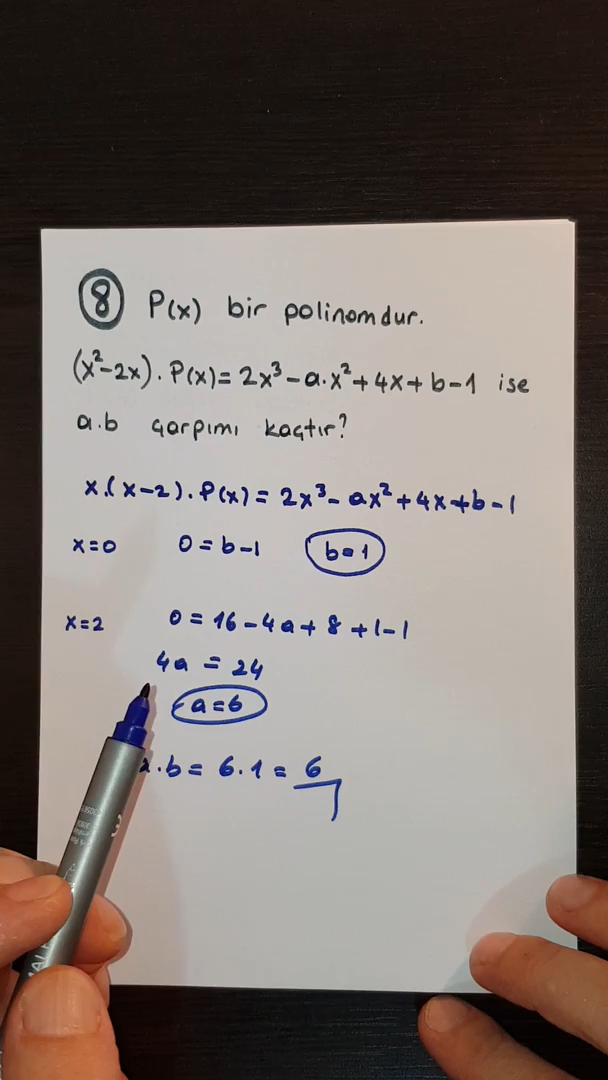 8 P(x) bir polinomdur.
(x²-2x).P(x)=2x³-a.x²+4x+b-1 ise
a.b çarpımı kaçtır?
x.(x-2).P(x)=2x³-ax²+4x+b-1
x=0 0=b-1 b=1
x=2 0=16-4a+8+1-1
4a=24
a=6
a.b=6.1=6